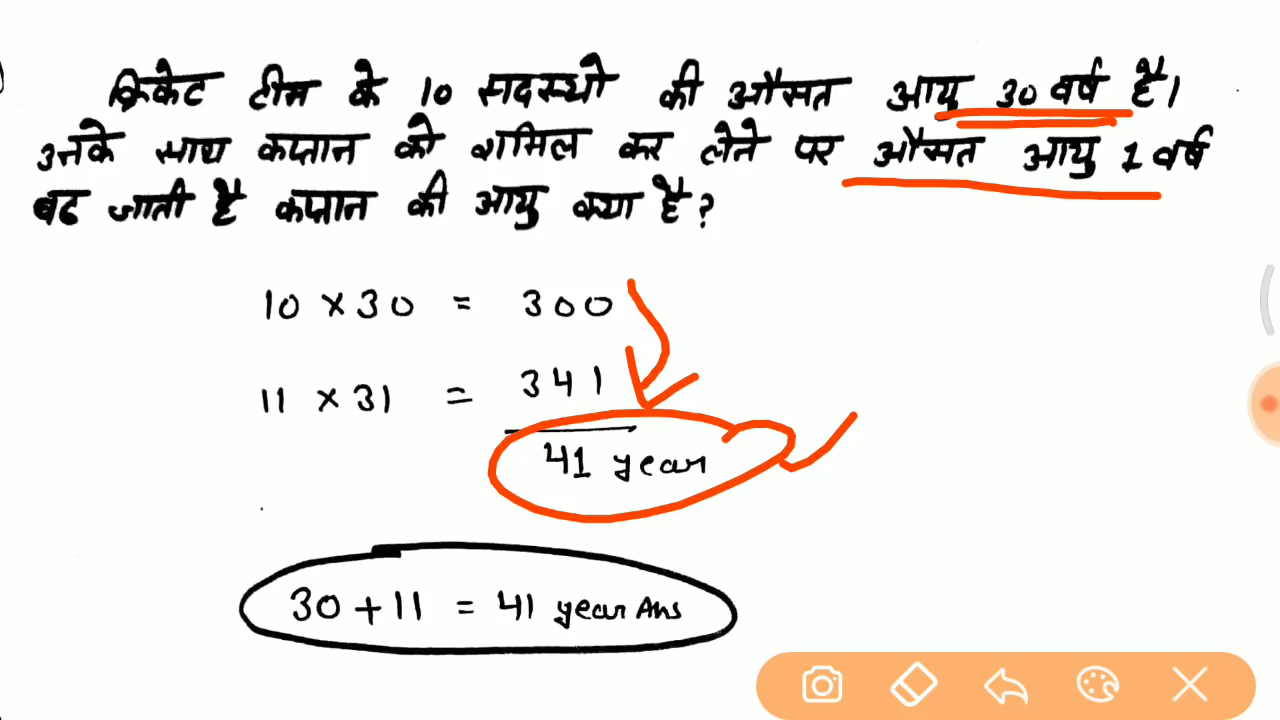 क्रिकेट टीम के 10 सदस्यो की औसत आयु 30 वर्ष है।
उनके साथ कप्तान को शामिल कर लेने पर औसत आयु 1 वर्ष
बढ जाती है कप्तान की आयु क्या है ?
10 × 30 = 300
11 × 31 = 341
41 year
30 + 11 = 41 year Ans